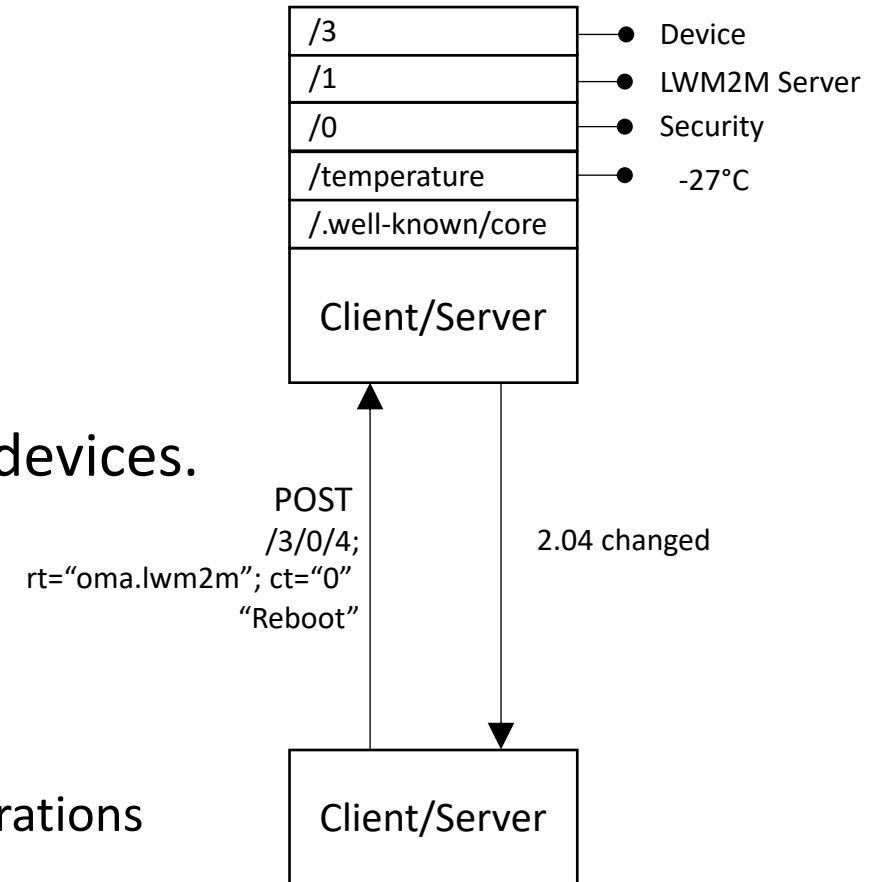 /3
Device
/1
LWM2M Server
/0
Security
/temperature
-27°C
/.well-known/core
Client/Server
devices.
POST
/3/0/4;
rt=“oma.lwm2m”; ct=“0”
“Reboot”
2.04 changed
rations
Client/Server